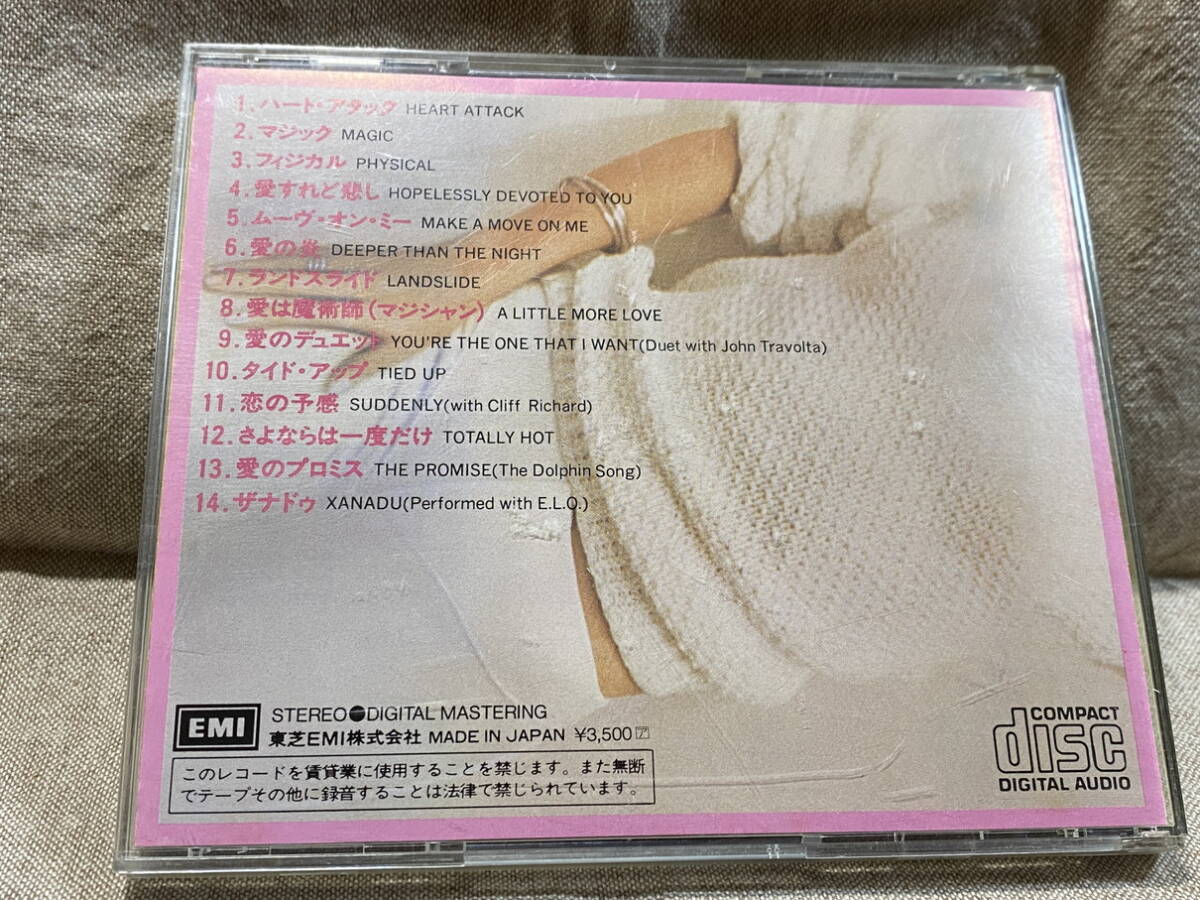 1.ハート・アタック HEART ATTACK
2.マジック MAGIC
3.フィジカル PHYSICAL
4.愛すれど悲し HOPELESSLY DEVOTED TO YOU
5.ムーヴ・オン・ミー MAKE A MOVE ON ME
6.愛の炎 DEEPER THAN THE NIGHT
7.ランドスライド LANDSLIDE
8.愛は魔術師(マジシャン) A LITTLE MORE LOVE
9.愛のデュエット YOU'RE THE ONE THAT I WANT(Duet with John Travolta)
10.タイド・アップ TIED UP
11.恋の予感 SUDDENLY(with Cliff Richard)
12.さよならは一度だけ TOTALLY HOT
13.愛のプロミス THE PROMISE(The Dolphin Song)
14.ザナドゥ XANADU(Performed with E.L.O.)
EMI STEREO●DIGITAL MASTERING
東芝EMI株式会社 MADE IN JAPAN ¥3,500 ア
このレコードを賃貸業に使用することを禁じます。また無断
でテープその他に録音することは法律で禁じられています。
COMPACT
disc
DIGITAL AUDIO